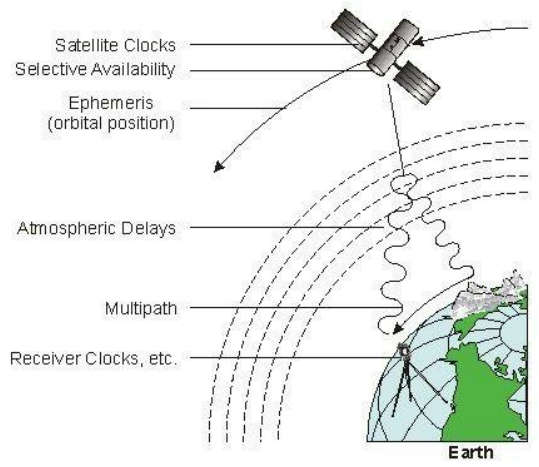 Satellite Clocks
Selective Availability
Ephemeris
(orbital position)
Atmospheric Delays
Multipath
Receiver Clocks, etc.
Earth